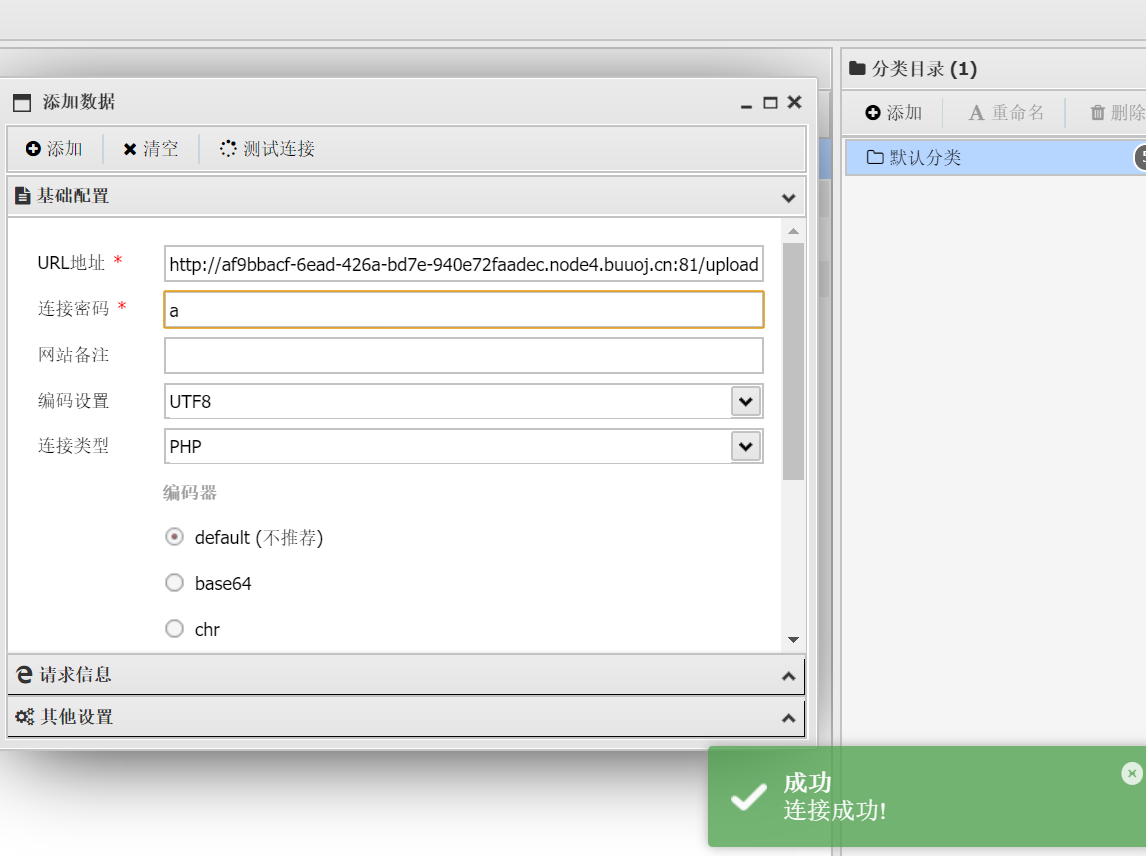 分类目录 (1)
添加数据
添加 重命名 删除
添加 清空 测试连接
默认分类
基础配置
URL地址 * http://af9bbacf-6ead-426a-bd7e-940e72faadec.node4.buuoj.cn:81/upload
连接密码 * a
网站备注
编码设置 UTF8
连接类型 PHP
编码器
default (不推荐)
base64
chr
请求信息
其他设置
成功
连接成功!